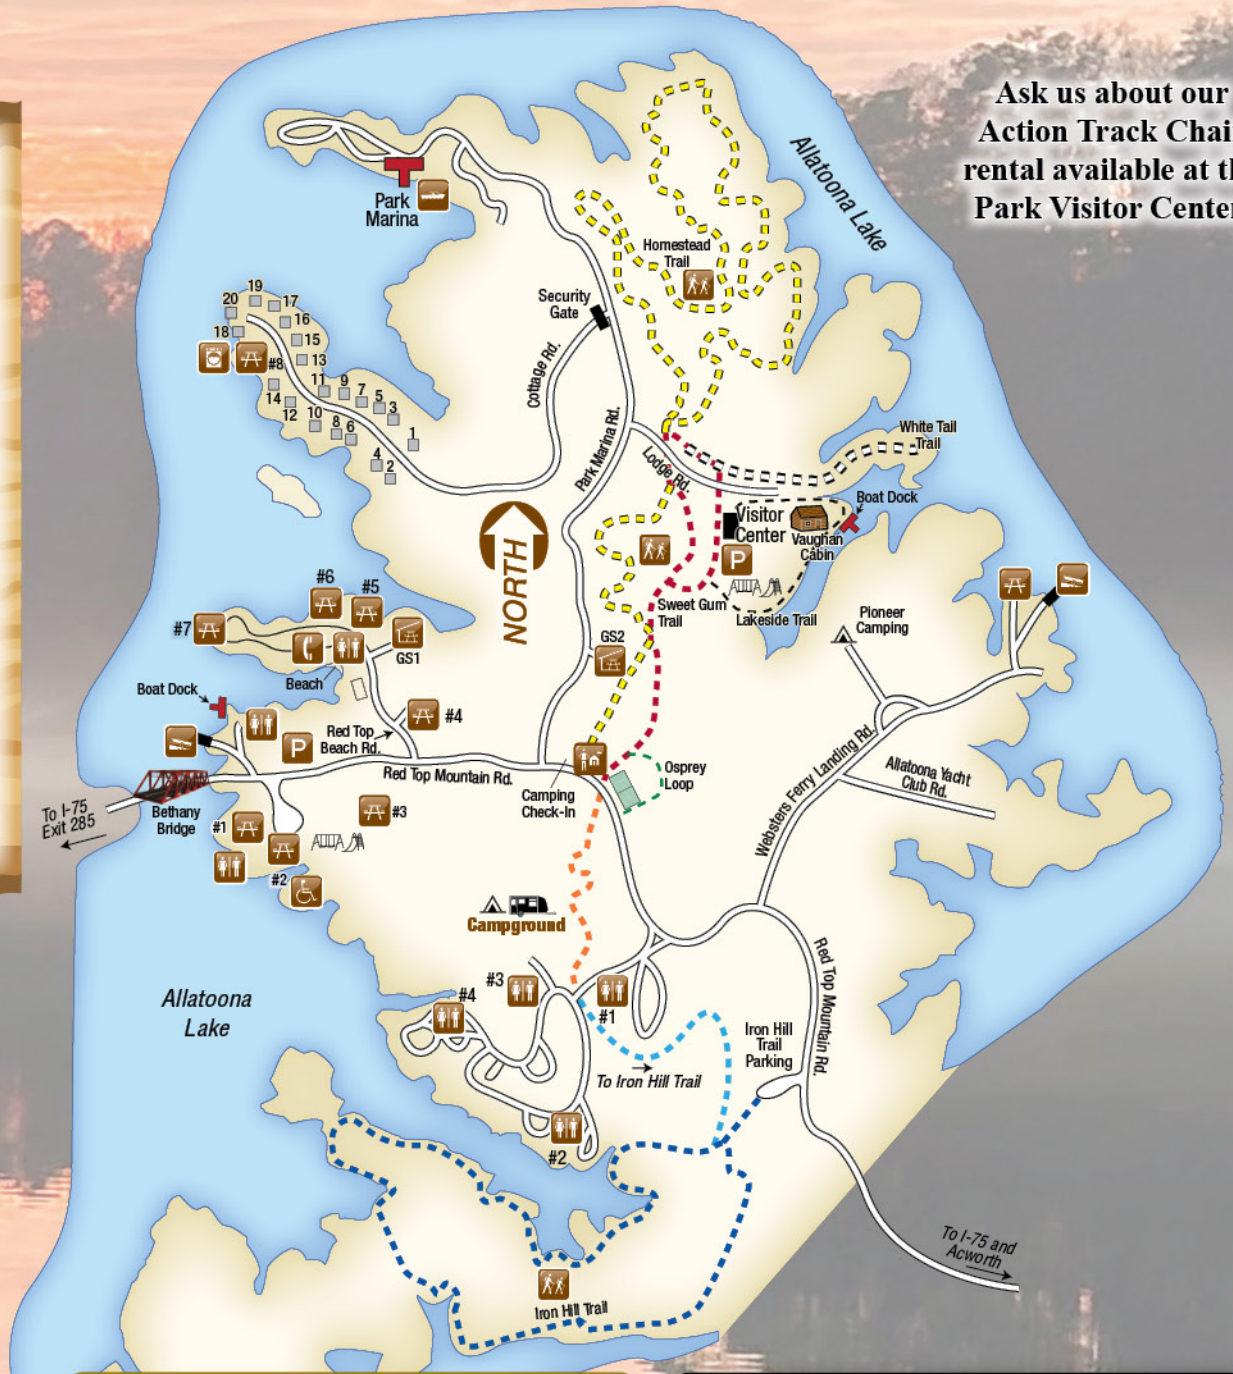 Ask us about our
Action Track Chair
rental available at th
Park Visitor Center
Allatoona Lake
Park
Marina
Homestead
Trail
Security
Gate
Cottage Rd.
Park Marina Rd.
Lodge Rd.
White Tail
Trail
19
20
17
16
18
15
#8
13
14
11
9
7
5
3
12
10
8
6
1
4
2
NORTH
Visitor
Center
P
Vaughan
Cabin
Boat Dock
Sweet Gum
Trail
Lakeside Trail
Pioneer
Camping
#6
#5
#7
GS1
GS2
Beach
Boat Dock
#4
Red Top
Beach Rd.
P
Red Top Mountain Rd.
Camping
Check-In
Osprey
Loop
Websters Ferry Landing Rd.
Allatoona Yacht
Club Rd.
To I-75
Exit 285
Bethany
Bridge
#1
#3
#2
Campground
Allatoona
Lake
#3
#4
#1
To Iron Hill Trail
Iron Hill
Trail
Parking
Red Top Mountain Rd.
#2
Iron Hill Trail
To I-75 and
Acworth